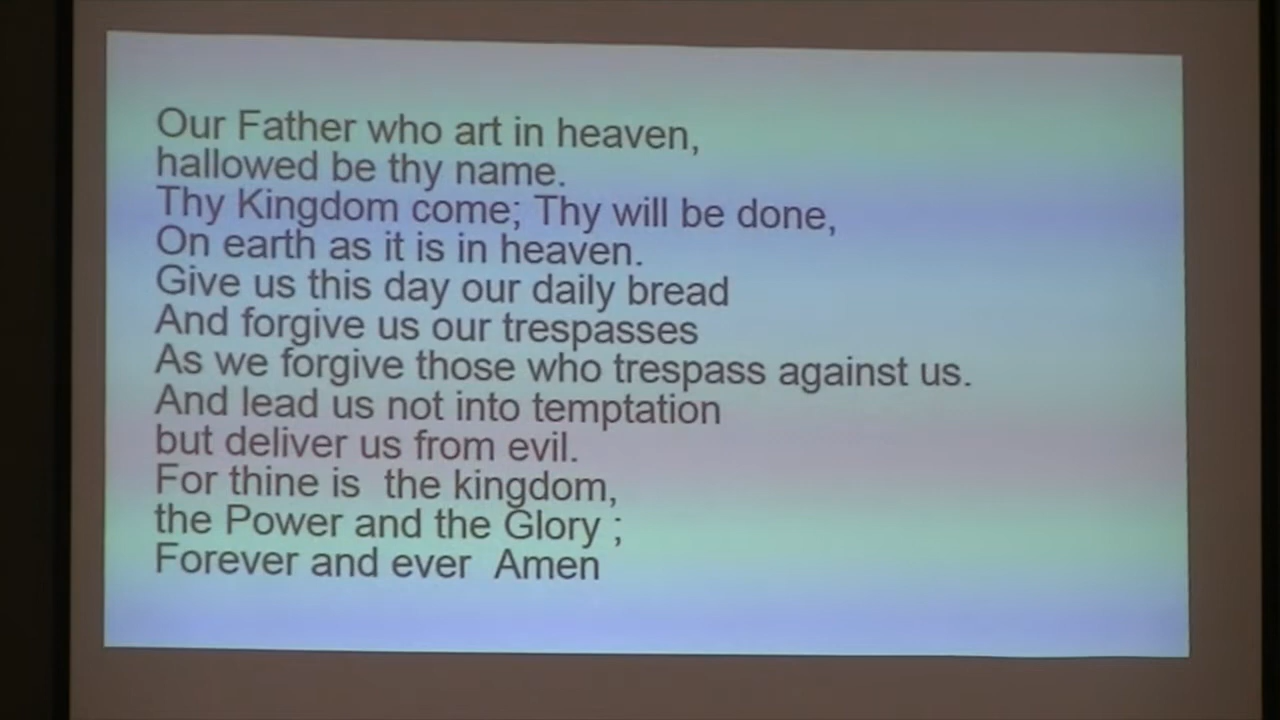 Our Father who art in heaven,
hallowed be thy name.
Thy Kingdom come; Thy will be done,
On earth as it is in heaven.
Give us this day our daily bread
And forgive us our trespasses
As we forgive those who trespass against us.
And lead us not into temptation
but deliver us from evil.
For thine is  the kingdom,
the Power and the Glory ;
Forever and ever  Amen